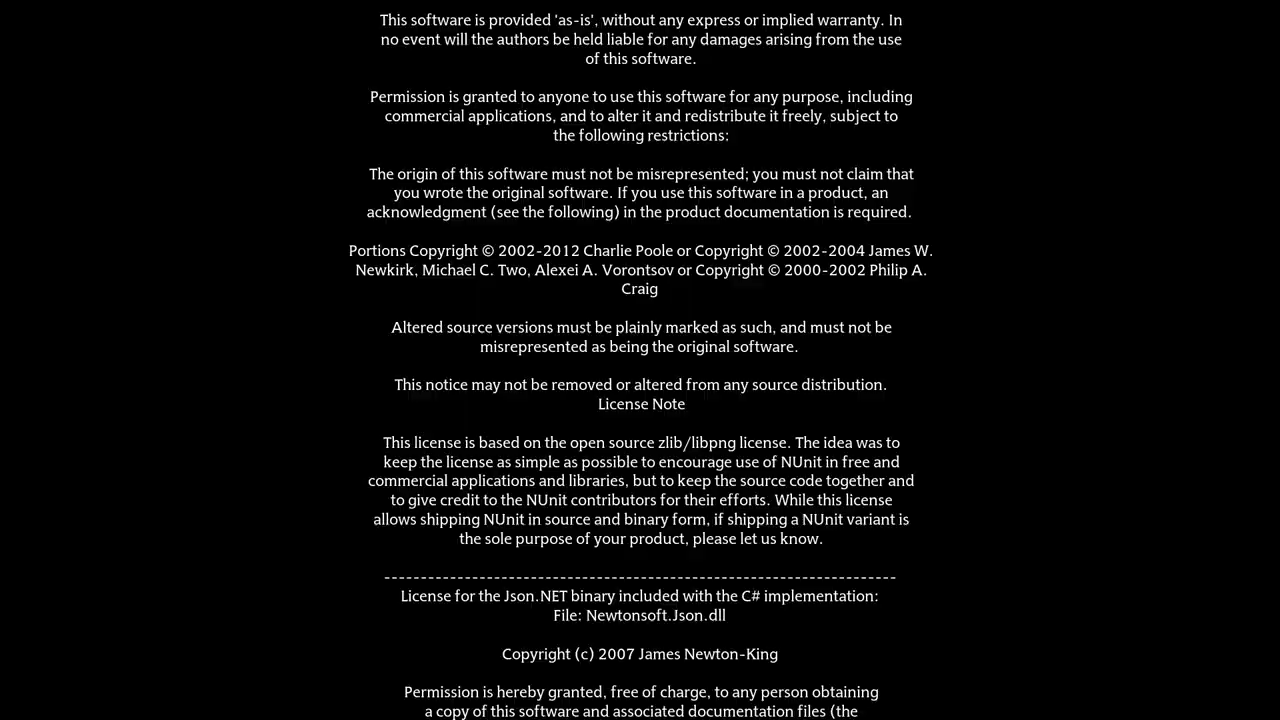 This software is provided 'as-is', without any express or implied warranty. In
no event will the authors be held liable for any damages arising from the use
of this software.
Permission is granted to anyone to use this software for any purpose, including
commercial applications, and to alter it and redistribute it freely, subject to
the following restrictions:
The origin of this software must not be misrepresented; you must not claim that
you wrote the original software. If you use this software in a product, an
acknowledgment (see the following) in the product documentation is required.
Portions Copyright © 2002-2012 Charlie Poole or Copyright © 2002-2004 James W.
Newkirk, Michael C. Two, Alexei A. Vorontsov or Copyright © 2000-2002 Philip A.
Craig
Altered source versions must be plainly marked as such, and must not be
misrepresented as being the original software.
This notice may not be removed or altered from any source distribution.
License Note
This license is based on the open source zlib/libpng license. The idea was to
keep the license as simple as possible to encourage use of NUnit in free and
commercial applications and libraries, but to keep the source code together and
to give credit to the NUnit contributors for their efforts. While this license
allows shipping NUnit in source and binary form, if shipping a NUnit variant is
the sole purpose of your product, please let us know.
------------------------------------------------------------------------
License for the Json.NET binary included with the C# implementation:
File: Newtonsoft.Json.dll
Copyright (c) 2007 James Newton-King
Permission is hereby granted, free of charge, to any person obtaining
a copy of this software and associated documentation files (the